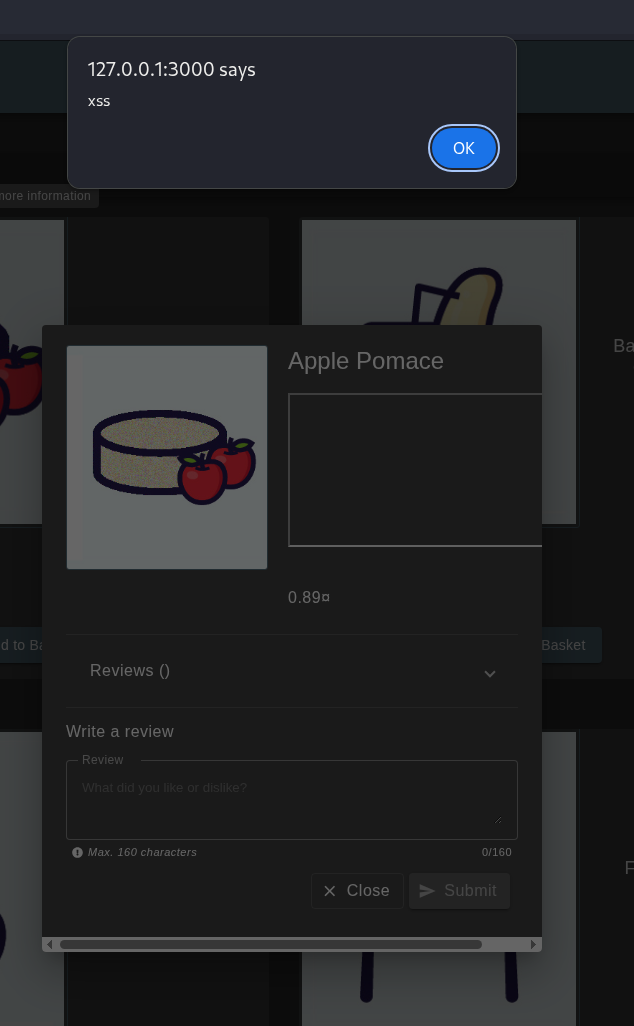 127.0.0.1:3000 says
xss
OK
more information
Ba
Apple Pomace
0.89¤
d to Ba
Basket
Reviews ()
Write a review
Review
What did you like or dislike?
Max. 160 characters
0/160
F
Close
Submit